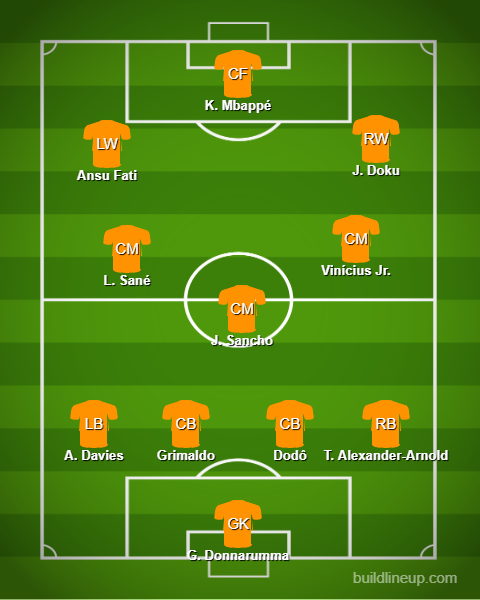 CF
K. Mbappé
LW
Ansu Fati
RW
J. Doku
CM
L. Sané
CM
Vinícius Jr.
CM
J. Sancho
LB
A. Davies
CB
Grimaldo
CB
Dodô
RB
T. Alexander-Arnold
GK
G. Donnarumma
buildlineup.com